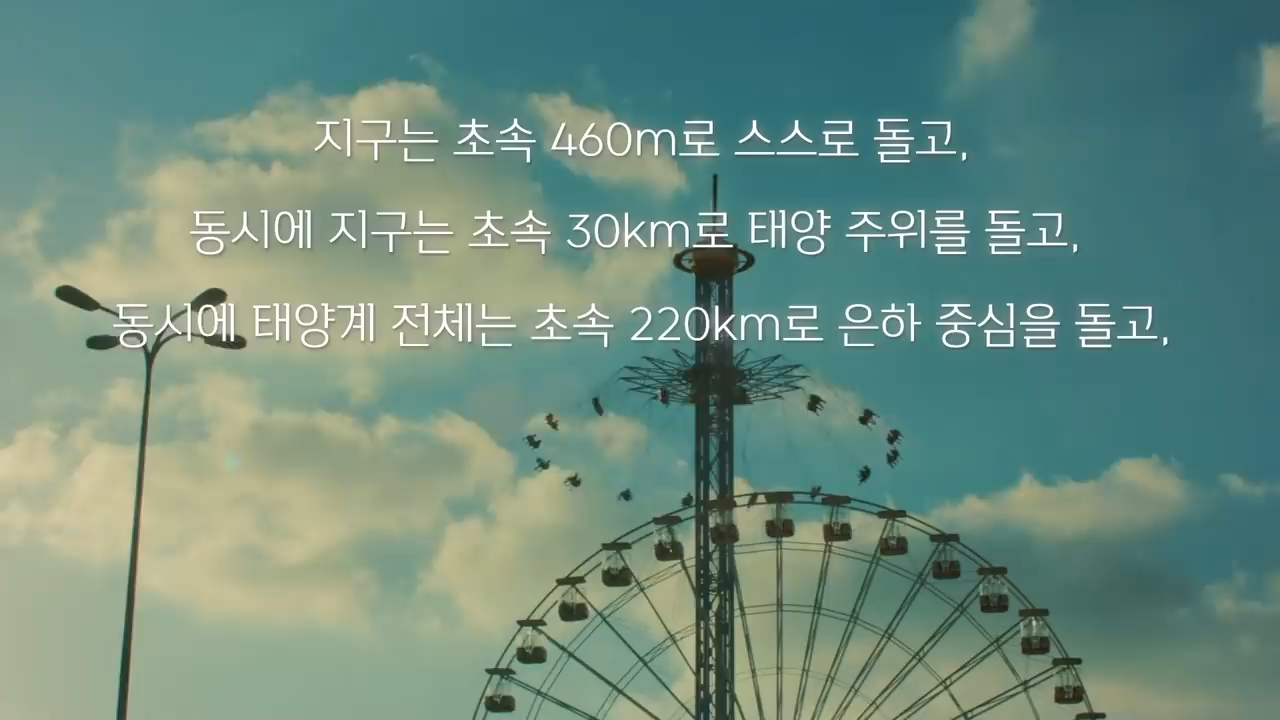 지구는 초속 460m로 스스로 돌고,
동시에 지구는 초속 30km로 태양 주위를 돌고,
동시에 태양계 전체는 초속 220km로 은하 중심을 돌고,